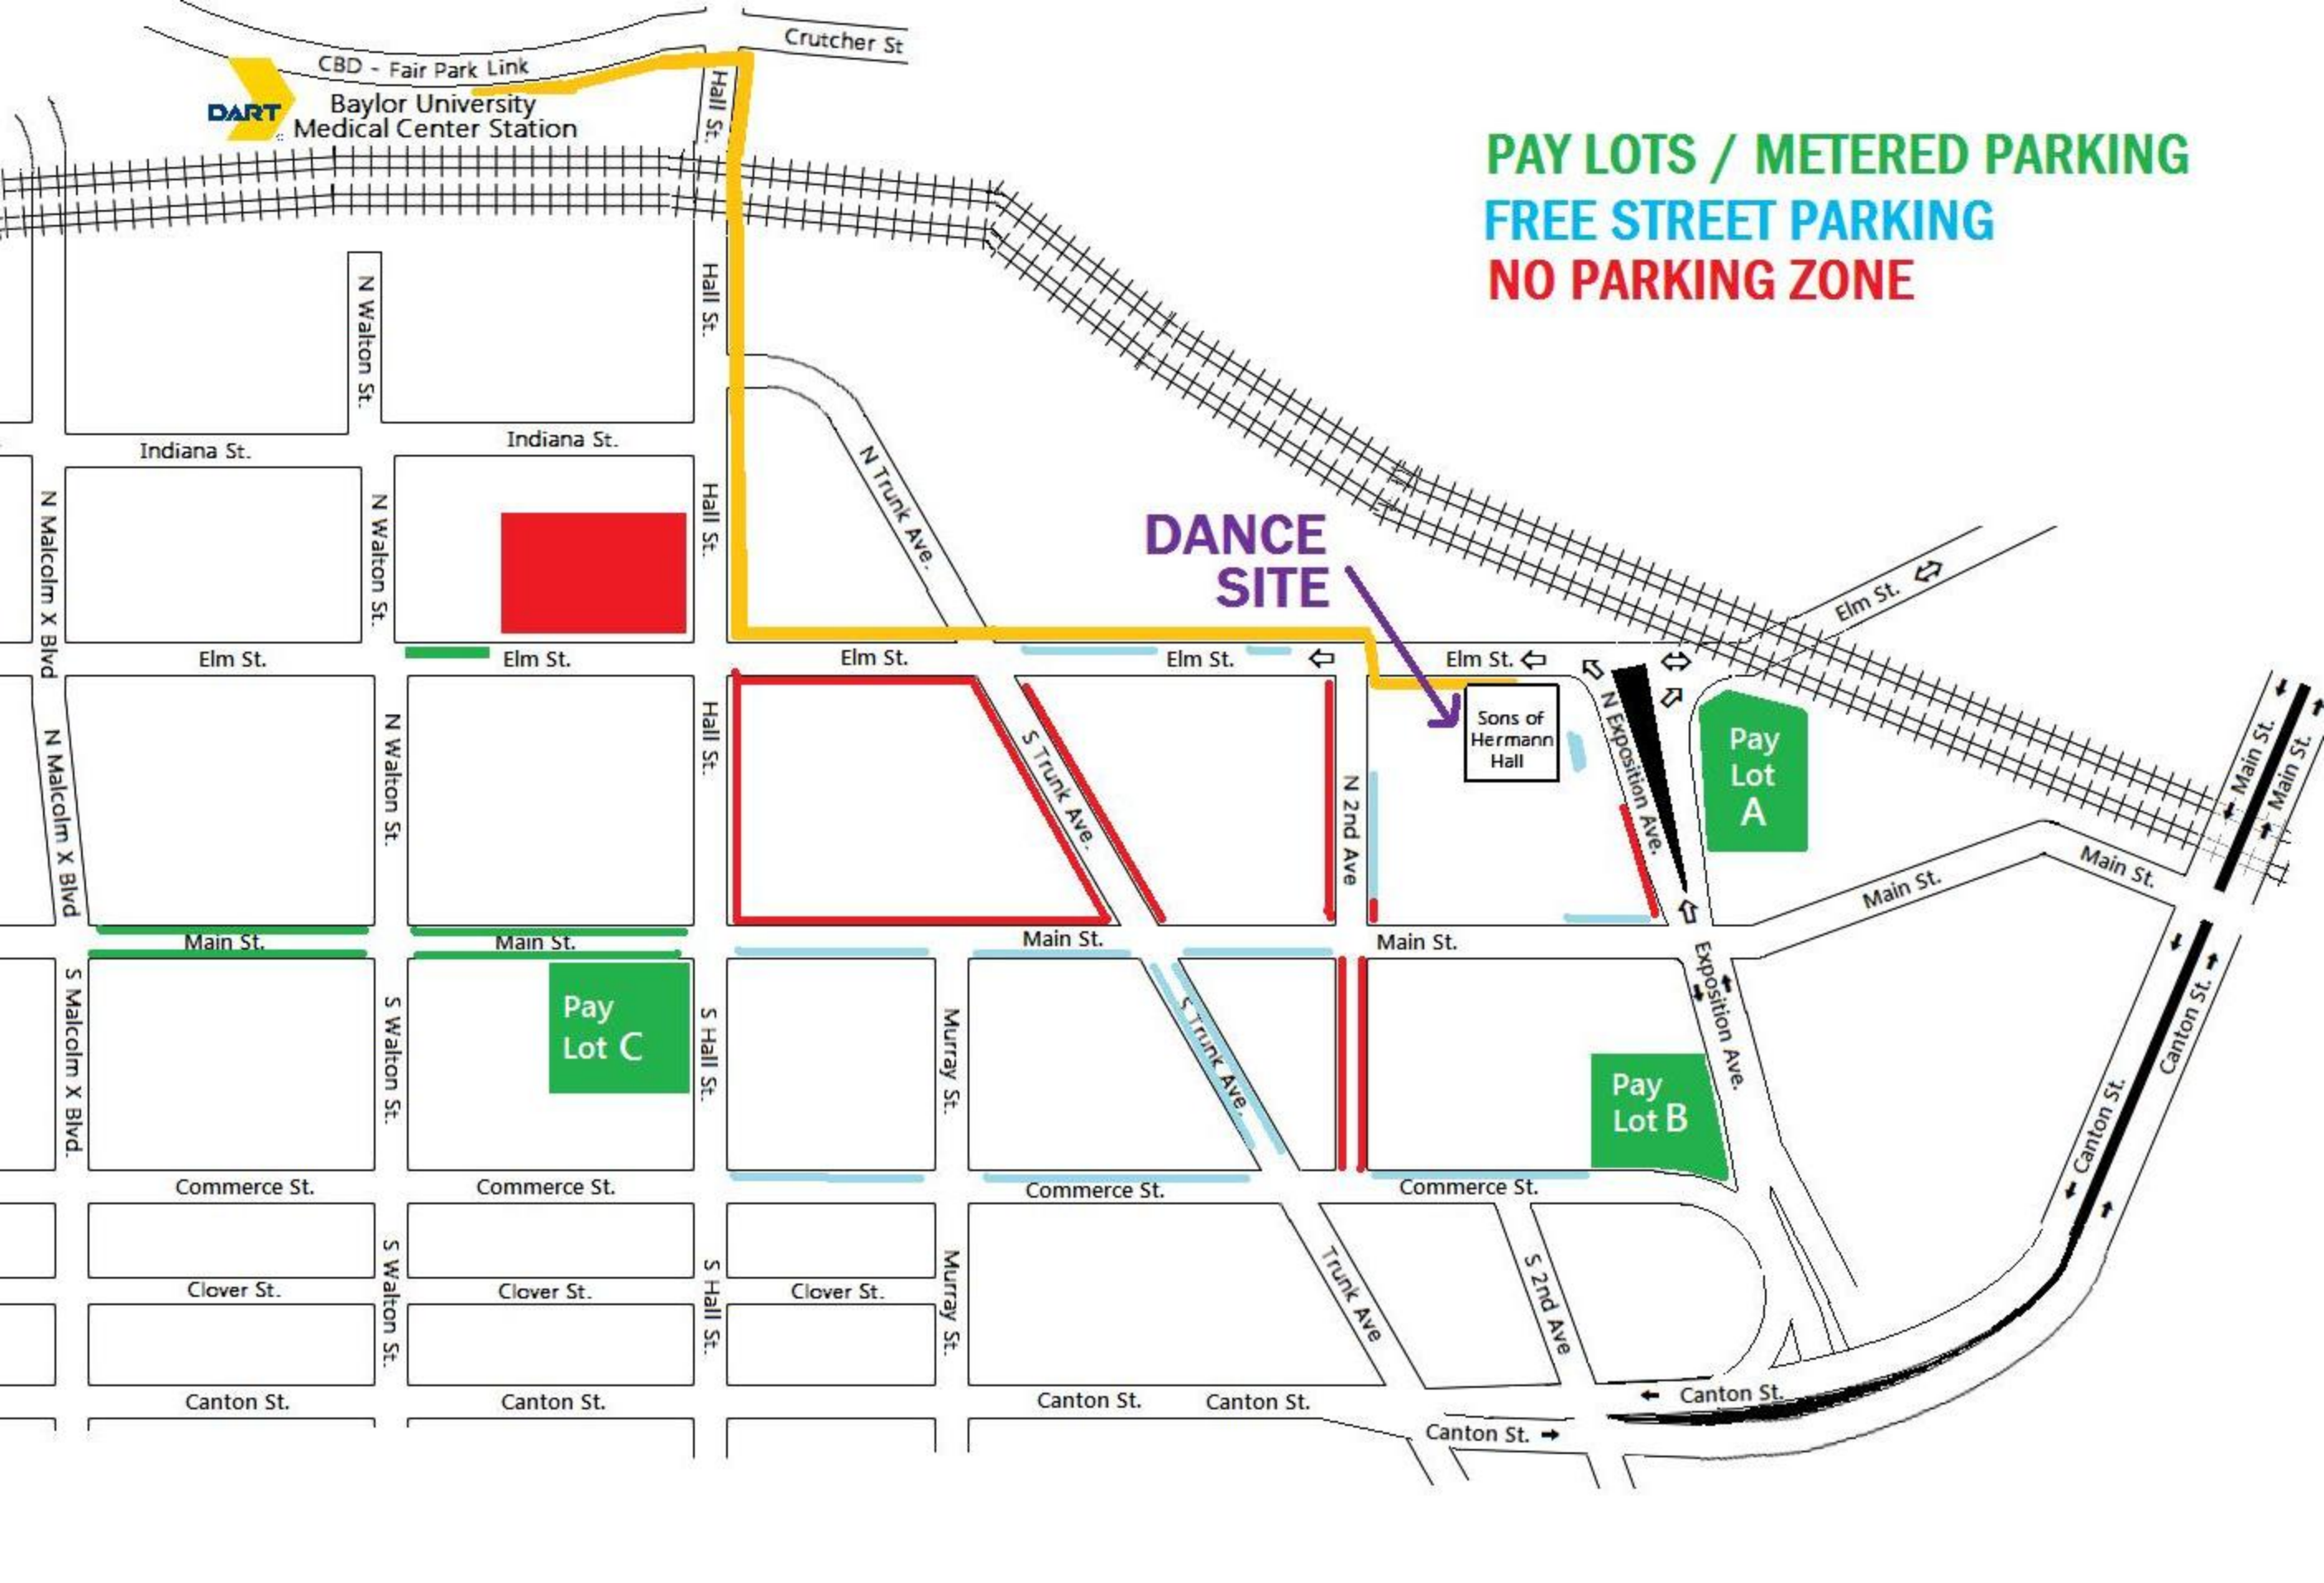 Crutcher St
CBD - Fair Park Link
DART
Baylor University
Medical Center Station
Hall St.
PAY LOTS / METERED PARKING
FREE STREET PARKING
NO PARKING ZONE
N Walton St.
Hall St.
Indiana St.
Indiana St.
N Trunk Ave.
N Malcolm X Blvd
N Walton St.
Hall St.
DANCE
SITE
Elm St.
Elm St.
Elm St.
Elm St.
Elm St.
Elm St.
N Malcolm X Blvd
N Walton St.
Hall St.
S Trunk Ave.
N 2nd Ave
Sons of
Hermann
Hall
N Exposition Ave.
Pay
Lot
A
Main St.
Main St.
Main St.
Main St.
Main St.
Main St.
Main St.
Main St.
S Malcolm X Blvd.
S Walton St.
Pay
Lot C
S Hall St.
Murray St.
S Trunk Ave.
Exposition Ave.
Pay
Lot B
Canton St.
Canton St.
Commerce St.
Commerce St.
Commerce St.
Commerce St.
S Walton St.
S Hall St.
Murray St.
Trunk Ave
S 2nd Ave
Clover St.
Clover St.
Clover St.
Canton St.
Canton St.
Canton St.
Canton St.
Canton St.
Canton St.